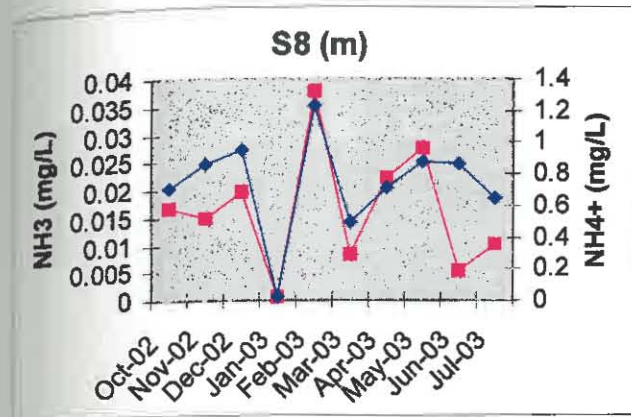 S8 (m)
0.04
0.035
0.03
0.025
0.02
0.015
0.01
0.005
0
NH3 (mg/L)
1.4
1.2
1
0.8
0.6
0.4
0.2
0
NH4+ (mg/L)
Oct-02
Nov-02
Dec-02
Jan-03
Feb-03
Mar-03
Apr-03
May-03
Jun-03
Jul-03